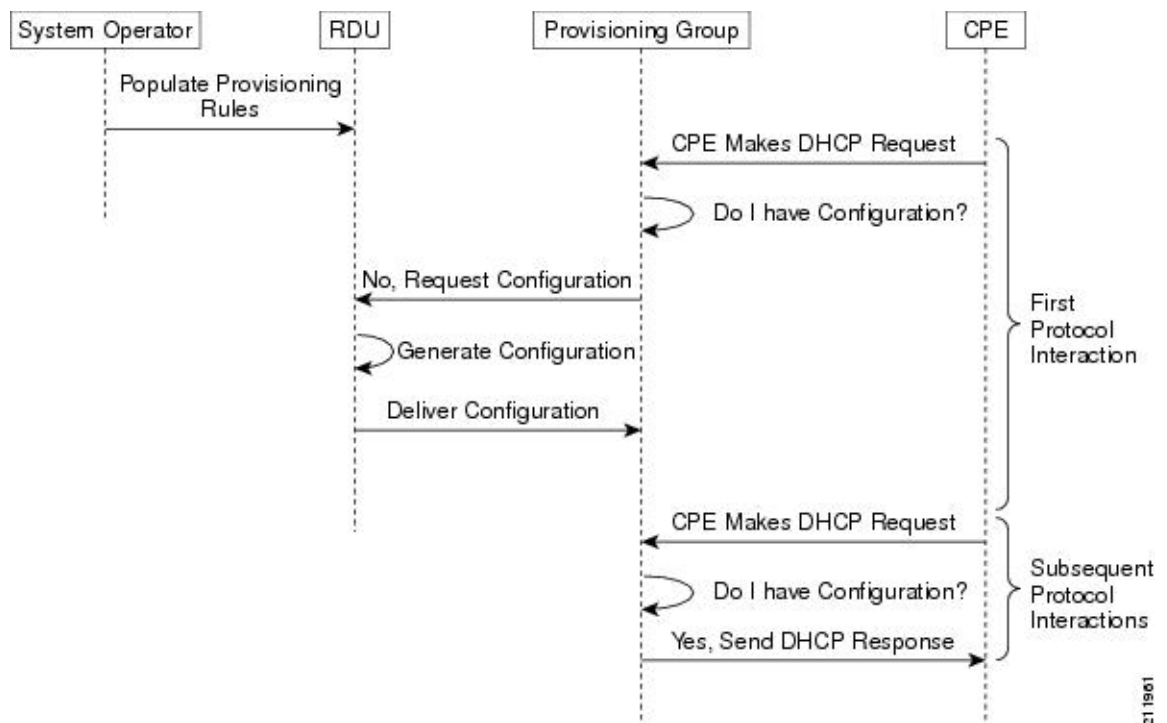 System Operator
RDU
Provisioning Group
CPE
Populate Provisioning
Rules
CPE Makes DHCP Request
Do I have Configuration?
No, Request Configuration
Generate Configuration
Deliver Configuration
First
Protocol
Interaction
CPE Makes DHCP Request
Do I have Configuration?
Yes, Send DHCP Response
Subsequent
Protocol
Interactions
211961